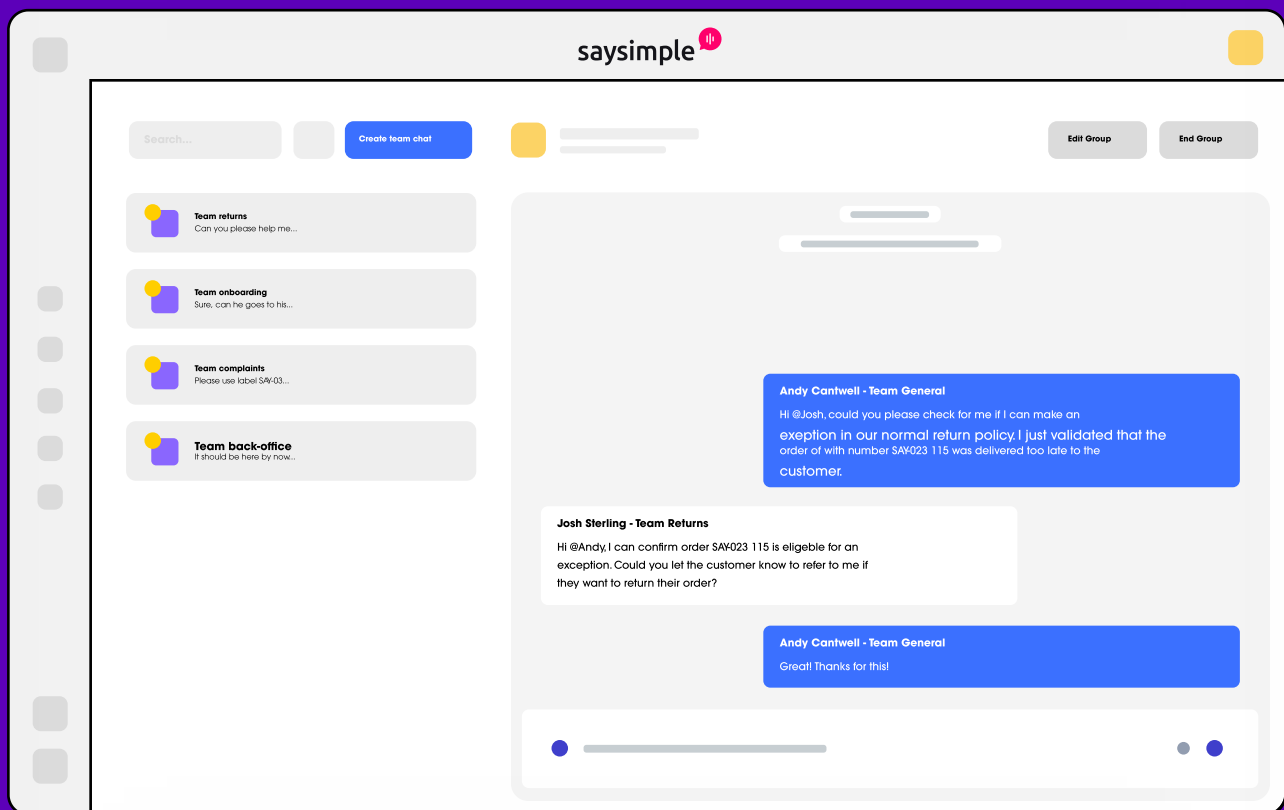 saysimple
Search...
Create team chat
Edit Group
End Group
Team returns
Can you please help me...
Team onboarding
Sure, can he goes to his...
Team complaints
Please use label SAY-03...
Team back-office
It should be here by now...
Andy Cantwell - Team General
Hi @Josh, could you please check for me if I can make an
exeption in our normal return policy. I just validated that the
order of with number SAY-023 115 was delivered too late to the
customer.
Josh Sterling - Team Returns
Hi @Andy, I can confirm order SAY-023 115 is eligeble for an
exception. Could you let the customer know to refer to me if
they want to return their order?
Andy Cantwell - Team General
Great! Thanks for this!